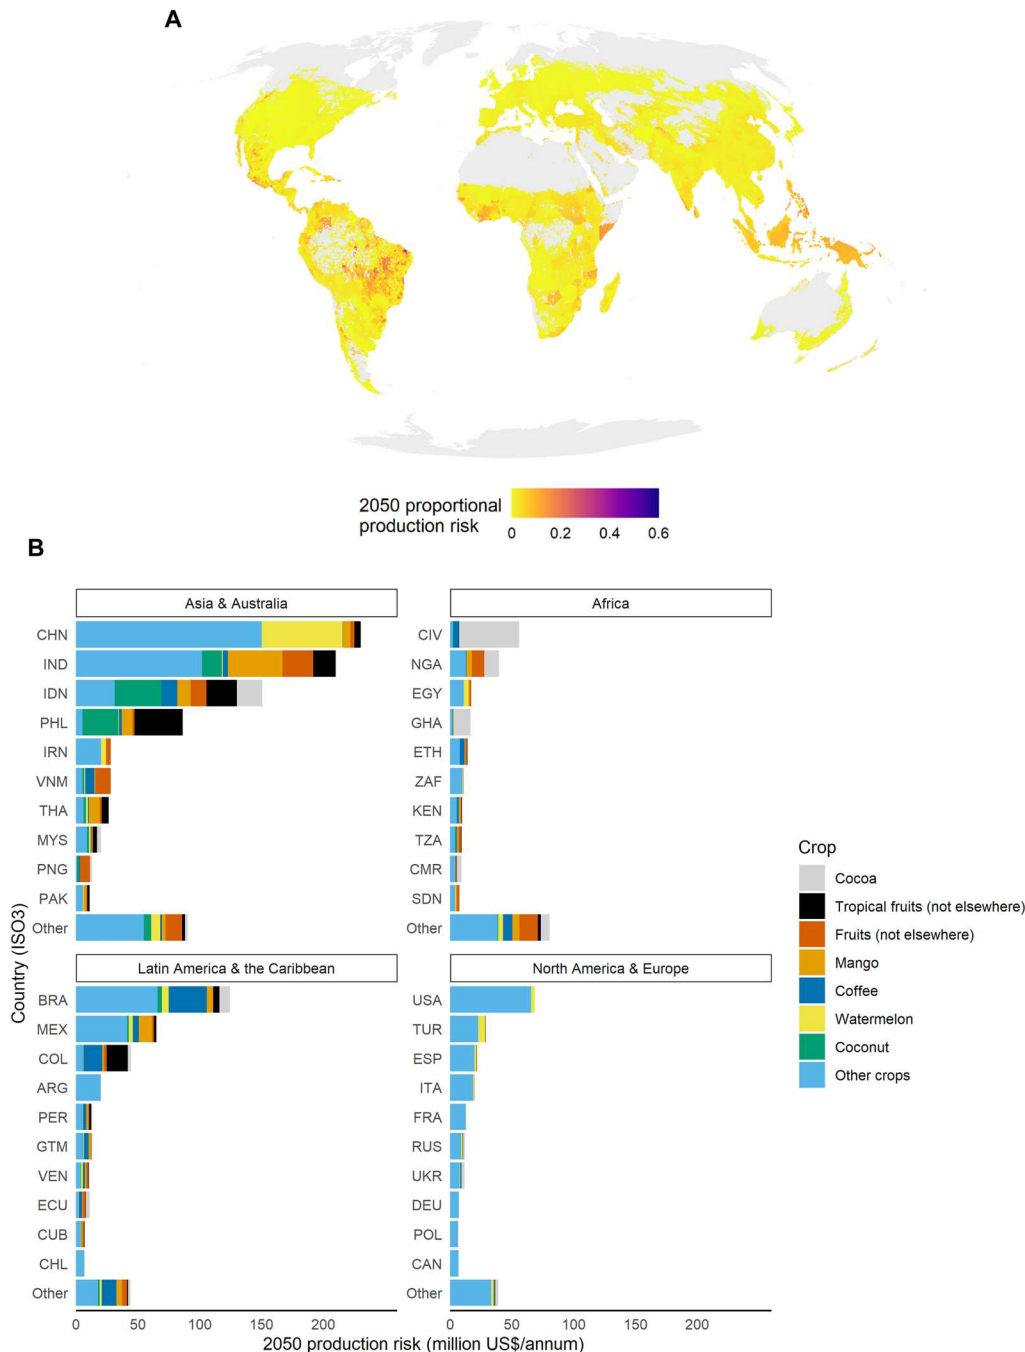 A
2050 proportional
production risk
0 0.2 0.4 0.6
B
Asia & Australia
CHN
IND
IDN
PHL
IRN
VNM
THA
MYS
PNG
PAK
Other
Africa
CIV
NGA
EGY
GHA
ETH
ZAF
KEN
TZA
CMR
SDN
Other
Latin America & the Caribbean
BRA
MEX
COL
ARG
PER
GTM
VEN
ECU
CUB
CHL
Other
0 50 100 150 200
North America & Europe
USA
TUR
ESP
ITA
FRA
RUS
UKR
DEU
POL
CAN
Other
0 50 100 150 200
Country (ISO3)
2050 production risk (million US$/annum)
Crop
Cocoa
Tropical fruits (not elsewhere)
Fruits (not elsewhere)
Mango
Coffee
Watermelon
Coconut
Other crops